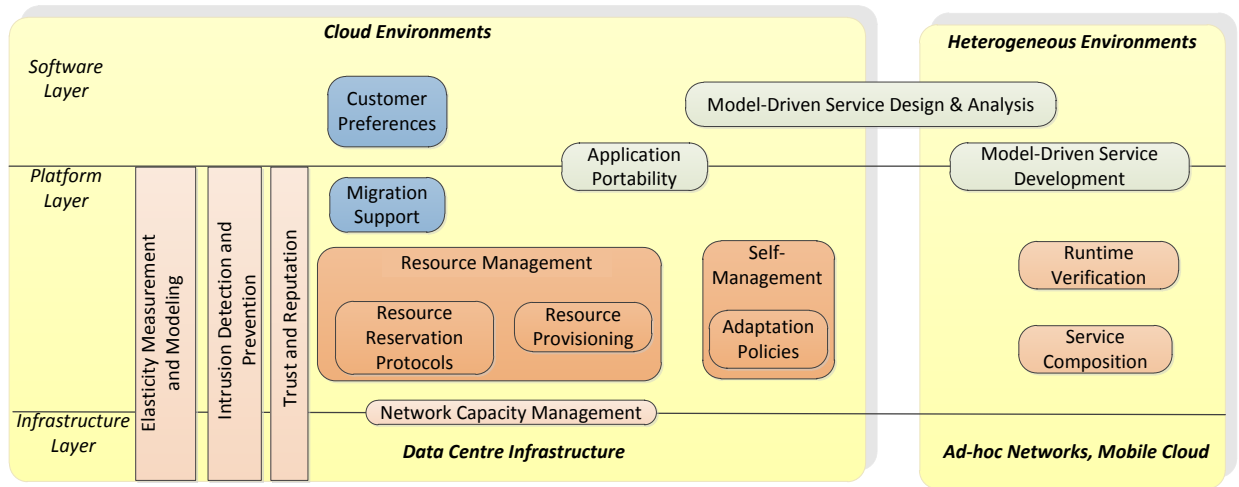 Cloud Environments
Heterogeneous Environments
Software
Layer
Customer
Preferences
Model-Driven Service Design & Analysis
Application
Portability
Model-Driven Service
Development
Platform
Layer
Migration
Support
Elasticity Measurement
and Modeling
Intrusion Detection and
Prevention
Trust and Reputation
Resource Management
Resource
Reservation
Protocols
Resource
Provisioning
Self-
Management
Adaptation
Policies
Runtime
Verification
Service
Composition
Network Capacity Management
Infrastructure
Layer
Data Centre Infrastructure
Ad-hoc Networks, Mobile Cloud